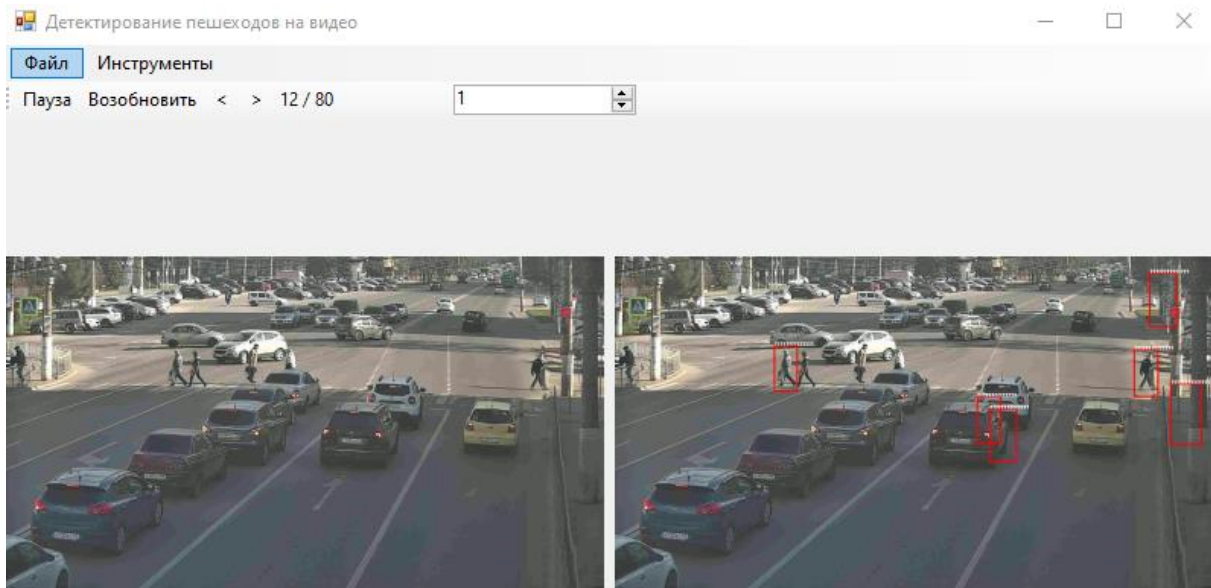 Детектирование пешеходов на видео
Файл Инструменты
Пауза Возобновить < > 12 / 80 1